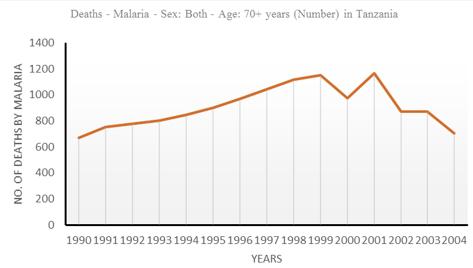 Deaths - Malaria - Sex: Both - Age: 70+ years (Number) in Tanzania
1400
1200
1000
800
600
400
200
0
NO. OF DEATHS BY MALARIA
1990 1991 1992 1993 1994 1995 1996 1997 1998 1999 2000 2001 2002 2003 2004
YEARS